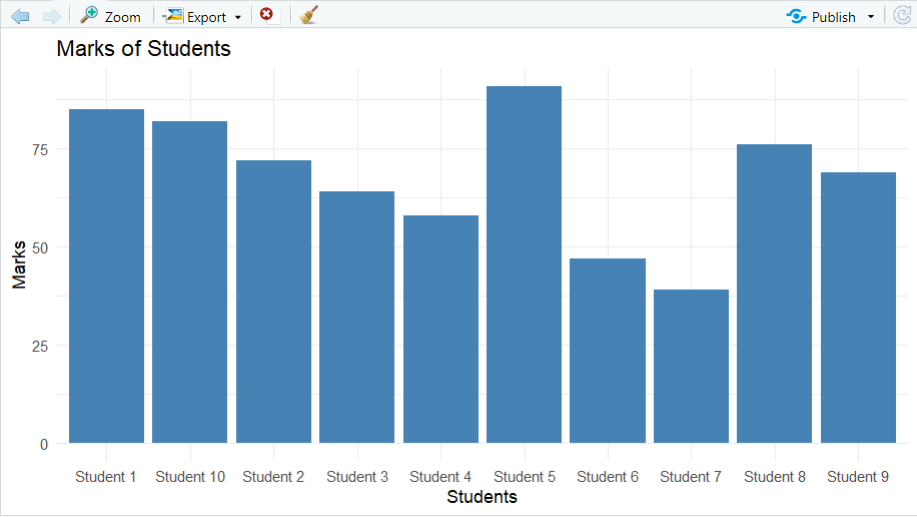 Zoom Export Publish
Marks of Students
75
50
25
0
Marks
Student 1 Student 10 Student 2 Student 3 Student 4 Student 5 Student 6 Student 7 Student 8 Student 9
Students